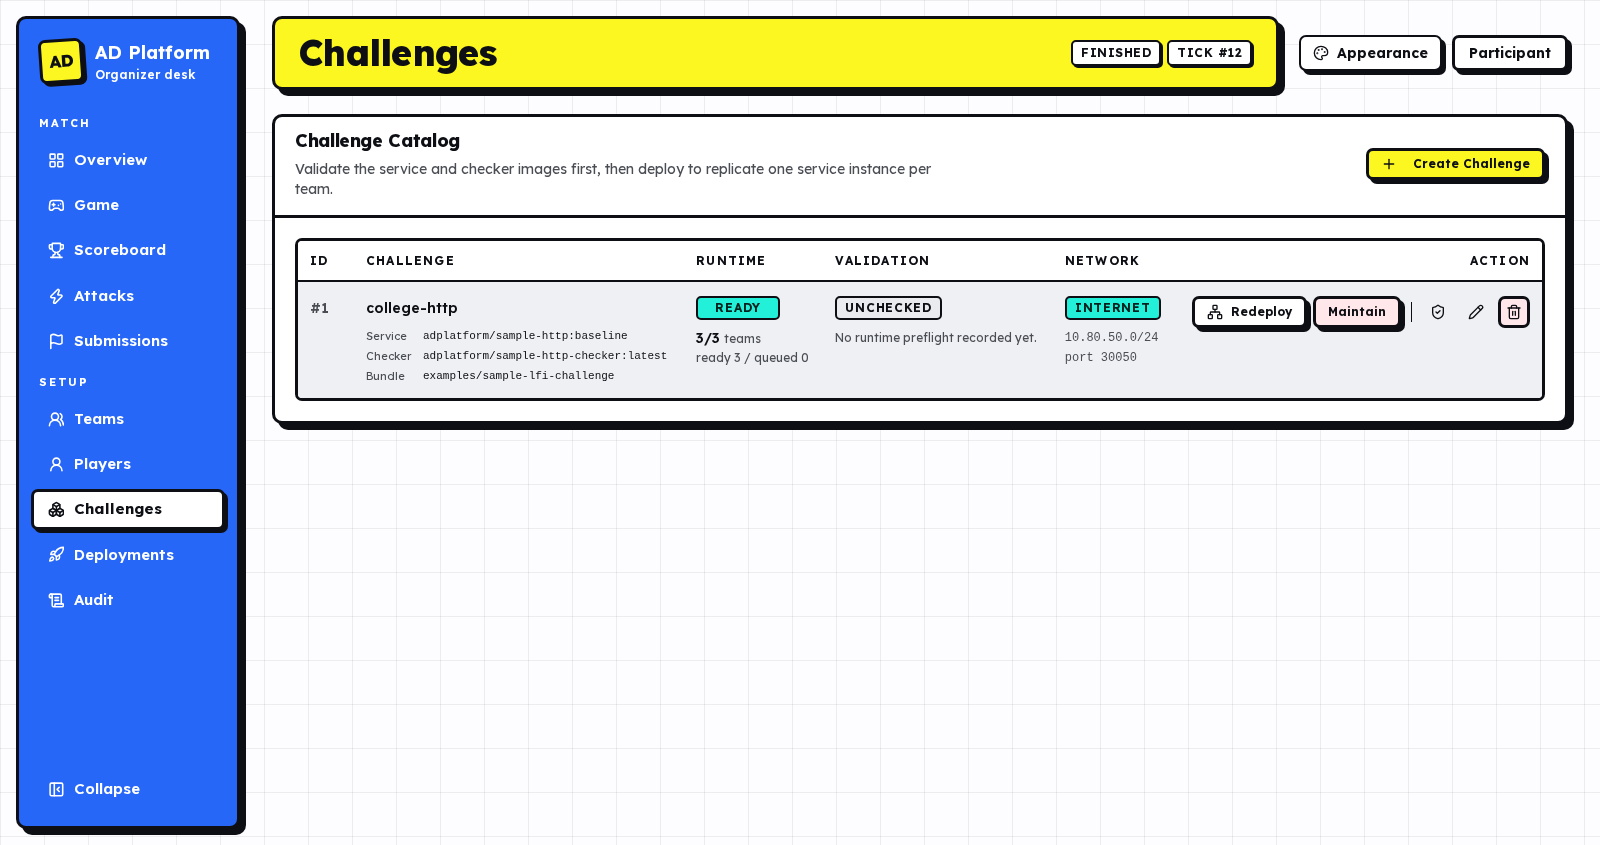 AD
AD Platform
Organizer desk
MATCH
Overview
Game
Scoreboard
Attacks
Submissions
SETUP
Teams
Players
Challenges
Deployments
Audit
Collapse
Challenges
FINISHED
TICK #12
Appearance
Participant
Challenge Catalog
Validate the service and checker images first, then deploy to replicate one service instance per
team.
Create Challenge
ID CHALLENGE RUNTIME VALIDATION NETWORK ACTION
#1 college-http READY UNCHECKED INTERNET Redeploy Maintain
Service adplatform/sample-http:baseline 3/3 teams No runtime preflight recorded yet. 10.80.50.0/24
Checker adplatform/sample-http-checker:latest ready 3 / queued 0 port 30050
Bundle examples/sample-lfi-challenge